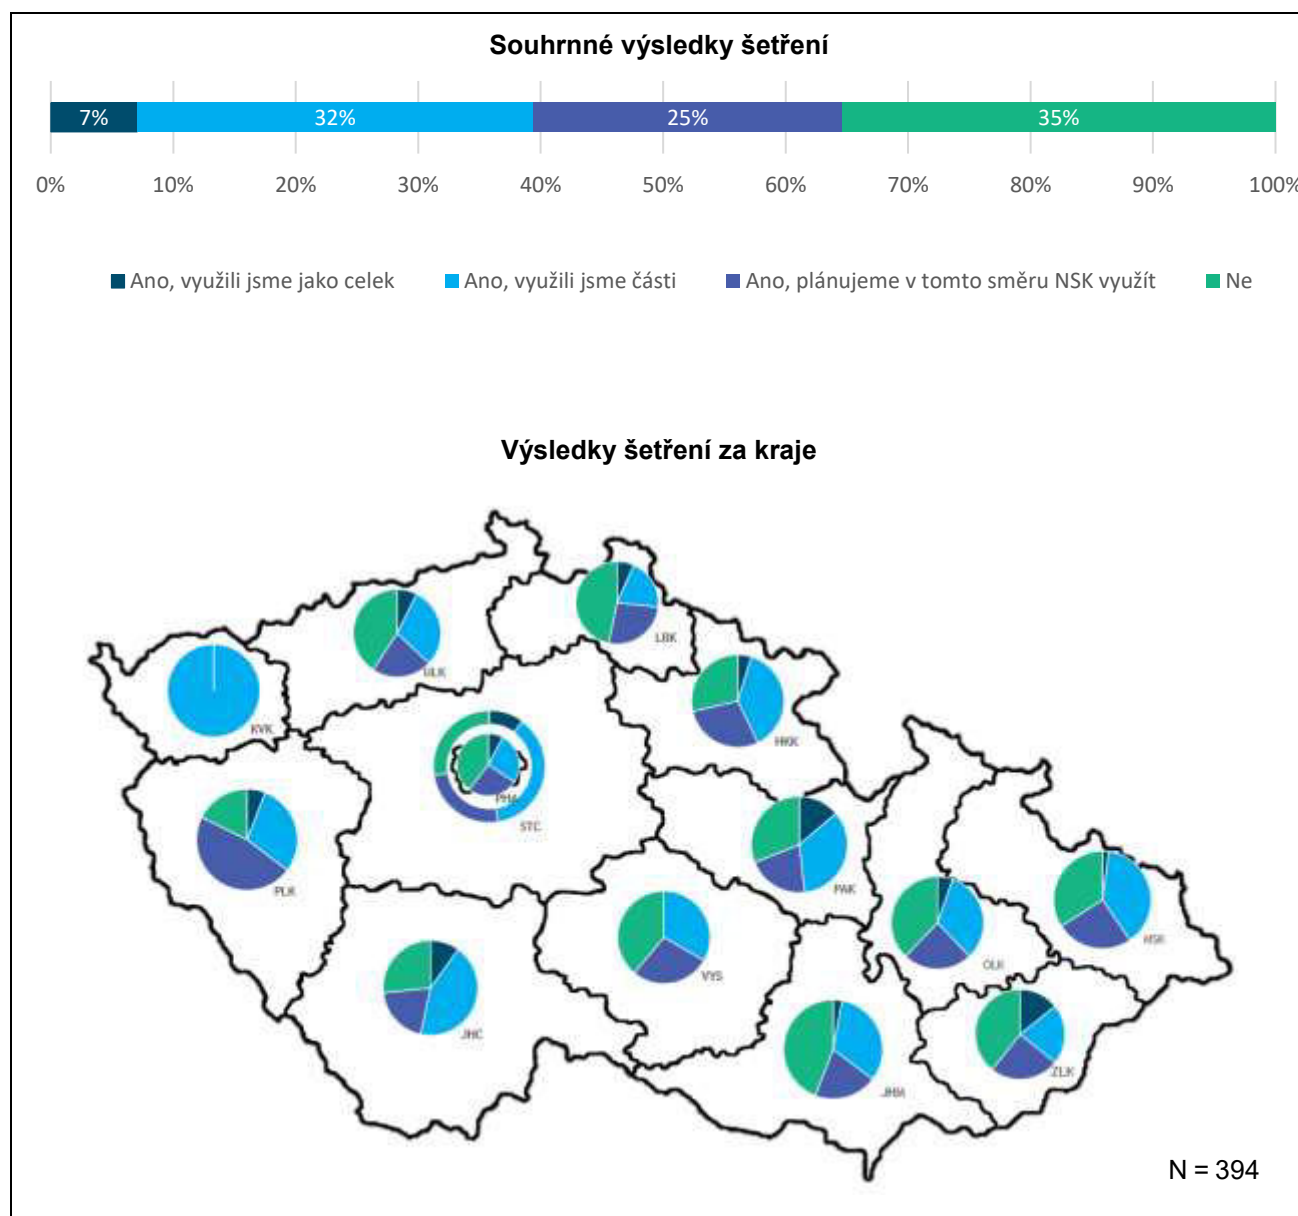 Souhrnné výsledky šetření
7% 32% 25% 35%
0% 10% 20% 30% 40% 50% 60% 70% 80% 90% 100%
Ano, využili jsme jako celek Ano, využili jsme části Ano, plánujeme v tomto směru NSK využít Ne
Výsledky šetření za kraje
LBK
ULK
KVK
HKK
PHA
STC
PLK
PAK
MSK
OLK
VYS
JHC
ZLK
JHM
N = 394